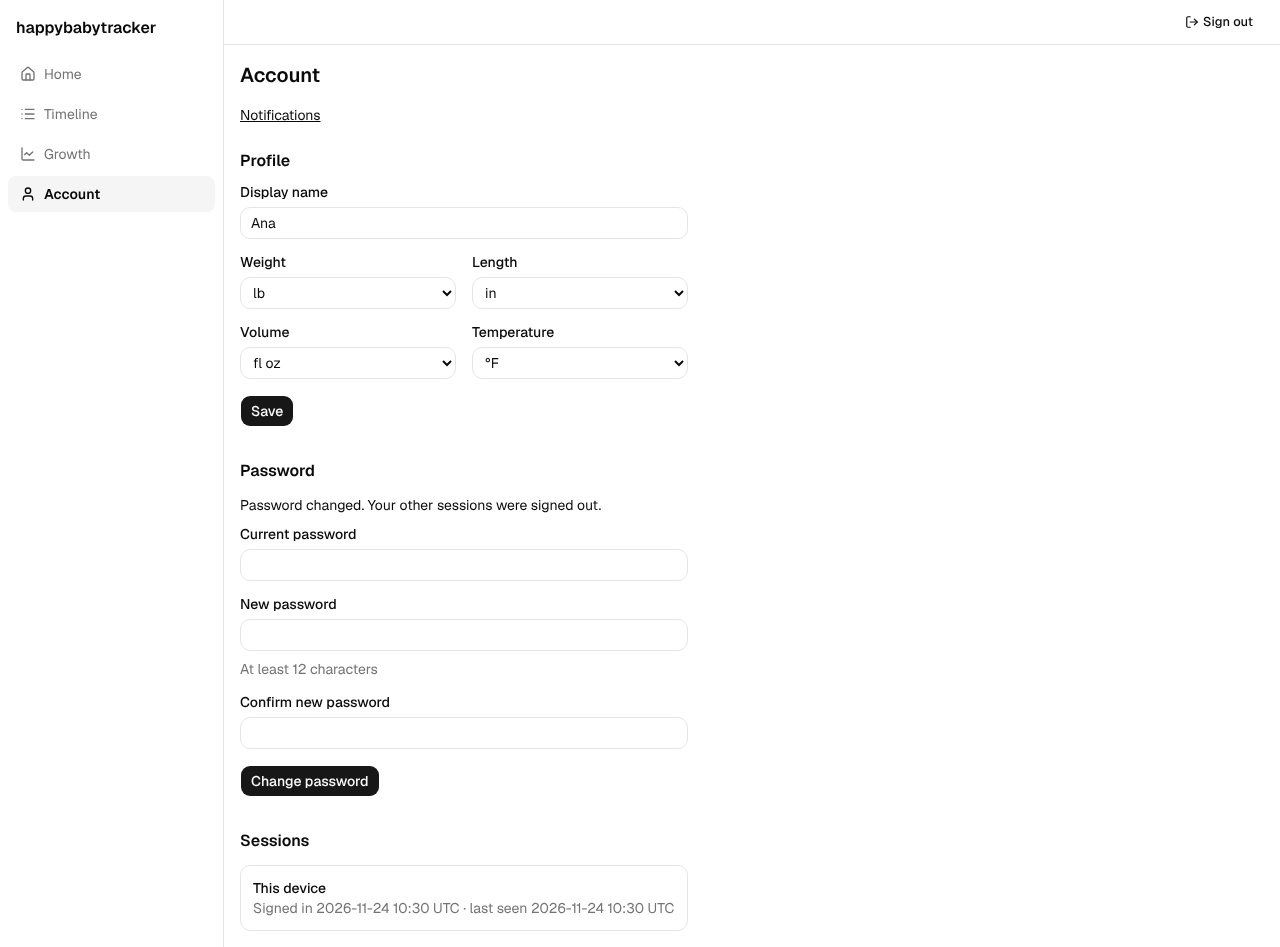 happybabytracker
Sign out
Home
Timeline
Growth
Account
Account
Notifications
Profile
Display name
Ana
Weight
Length
lb
in
Volume
Temperature
fl oz
°F
Save
Password
Password changed. Your other sessions were signed out.
Current password
New password
At least 12 characters
Confirm new password
Change password
Sessions
This device
Signed in 2026-11-24 10:30 UTC · last seen 2026-11-24 10:30 UTC